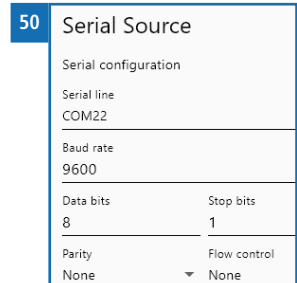 50
Serial Source
Serial configuration
Serial line
COM22
Baud rate
9600
Data bits Stop bits
8 1
Parity Flow control
None None